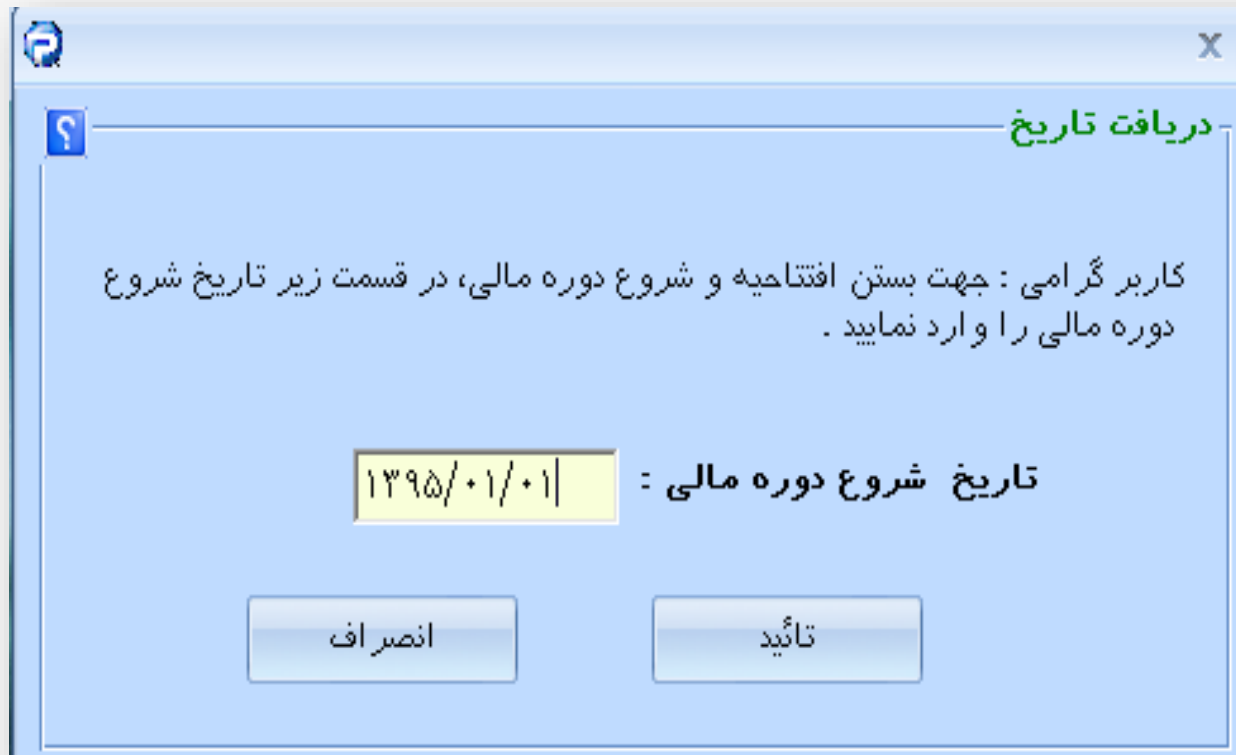 x
دریافت تاریخ
؟
کاربر گرامی : جهت بستن افتتاحیه و شروع دوره مالی، در قسمت زیر تاریخ شروع
دوره مالی را وارد نمایید .
تاریخ شروع دوره مالی : ۱۳۹۵/۰۱/۰۱
تائید انصراف